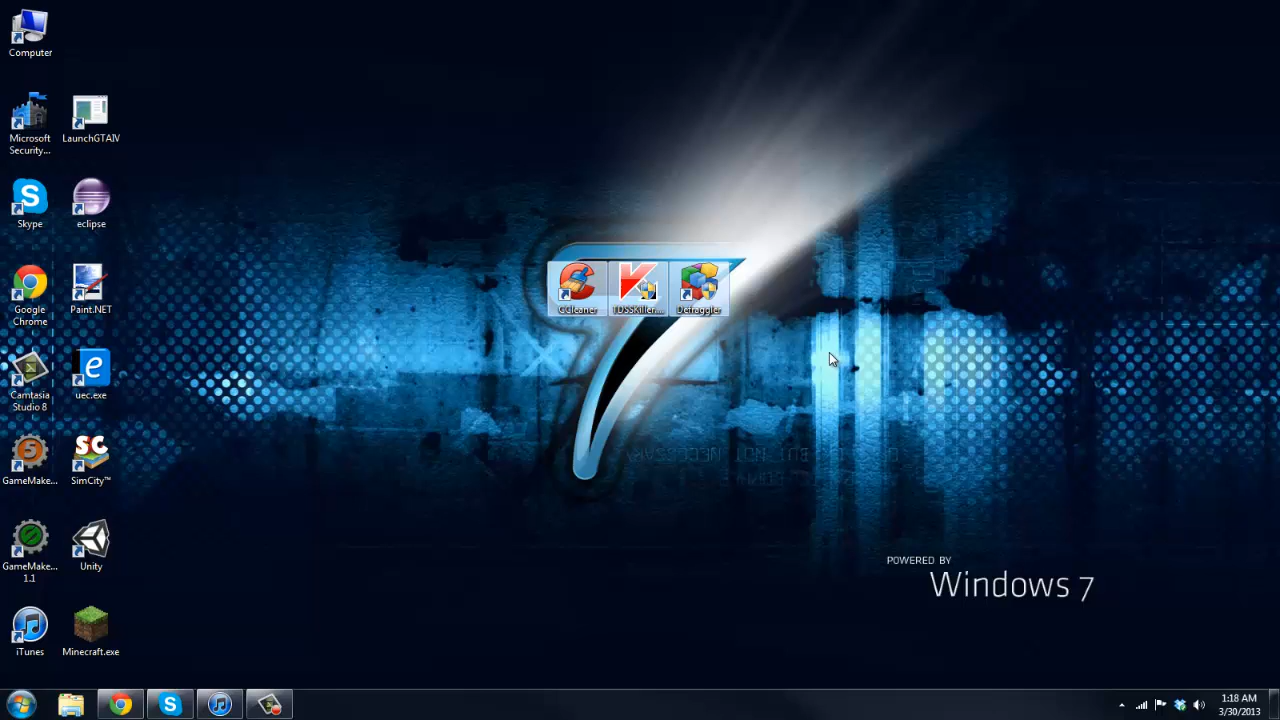 Computer
Microsoft
Security...
LaunchGTAIV
Skype
eclipse
Google
Chrome
Paint.NET
Camtasia
Studio 8
uec.exe
GameMake...
SimCity™
GameMake...
1.1
Unity
iTunes
Minecraft.exe
CCleaner
TDSSKiller...
Defraggler
POWERED BY
Windows 7
1:18 AM
3/30/2013